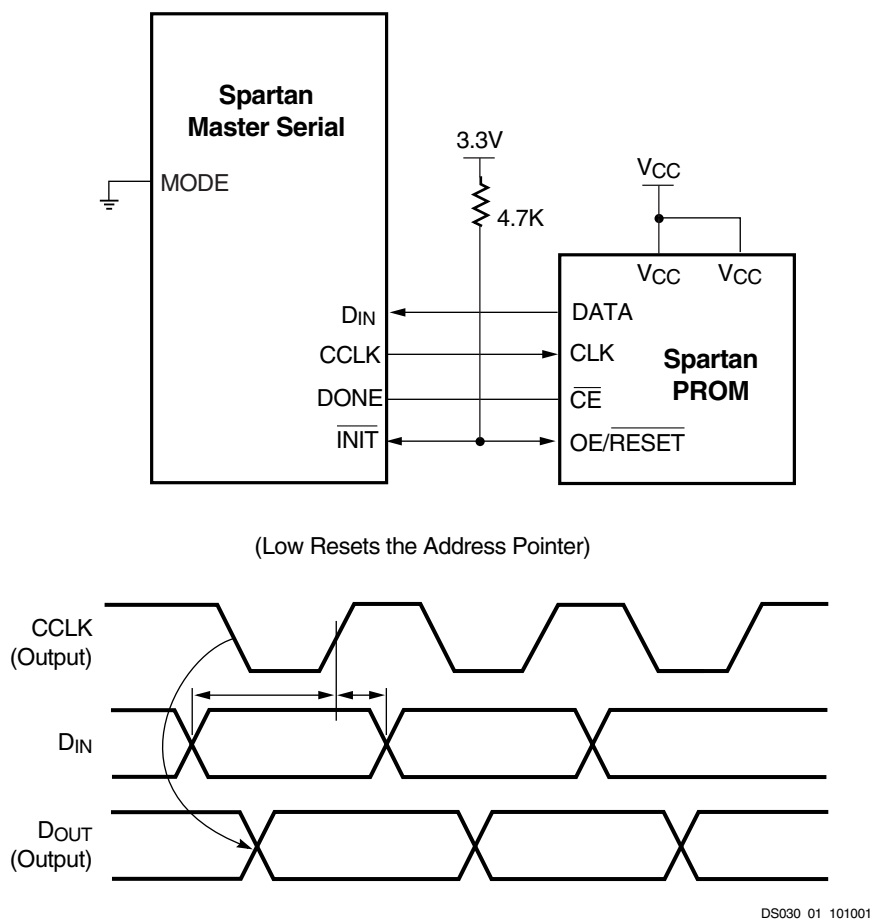 Spartan
Master Serial
MODE
3.3V
4.7K
VCC
VCC VCC
DIN
CCLK
DONE
INIT
DATA
CLK
CE
OE/RESET
Spartan
PROM
(Low Resets the Address Pointer)
CCLK
(Output)
DIN
DOUT
(Output)
DS030_01_101001